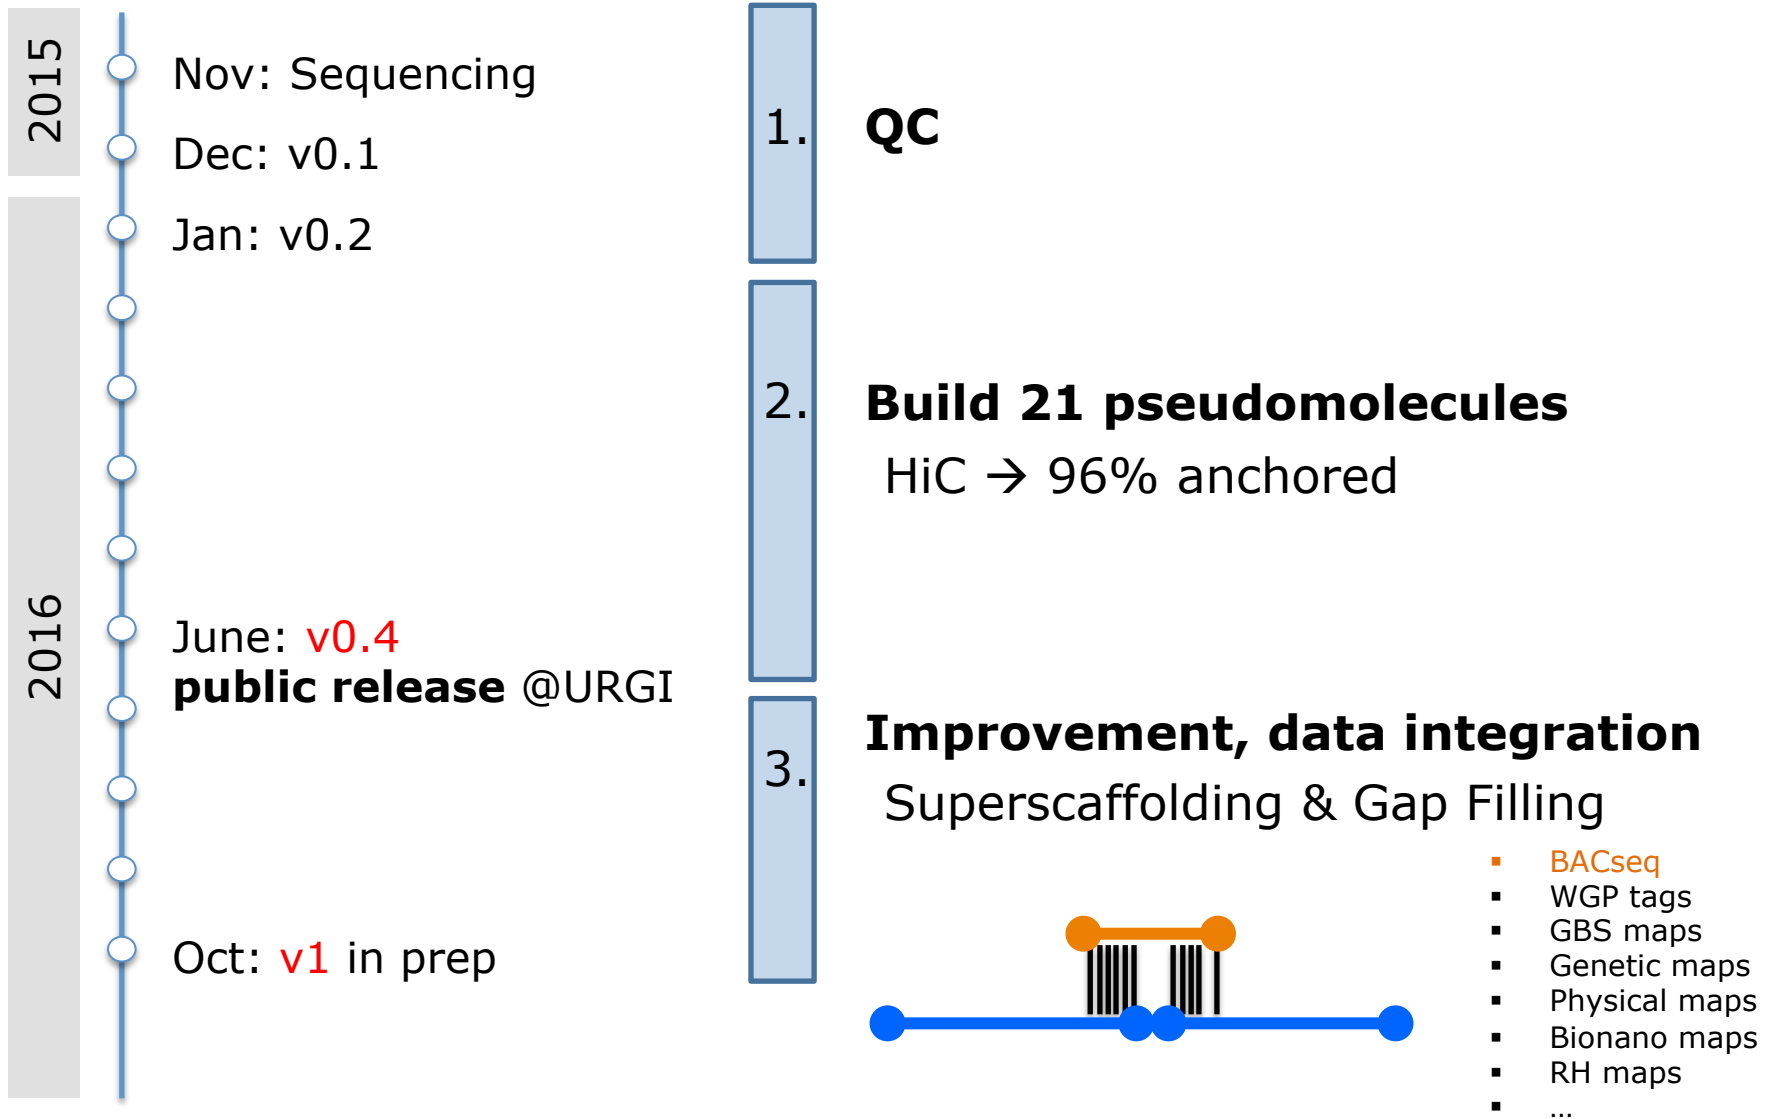 2015
Nov: Sequencing
Dec: v0.1
2016
Jan: v0.2
June: v0.4
public release @URGI
Oct: v1 in prep
1.
QC
2.
Build 21 pseudomolecules
HiC → 96% anchored
3.
Improvement, data integration
Superscaffolding & Gap Filling
▪ BACseq
▪ WGP tags
▪ GBS maps
▪ Genetic maps
▪ Physical maps
▪ Bionano maps
▪ RH maps
▪ …